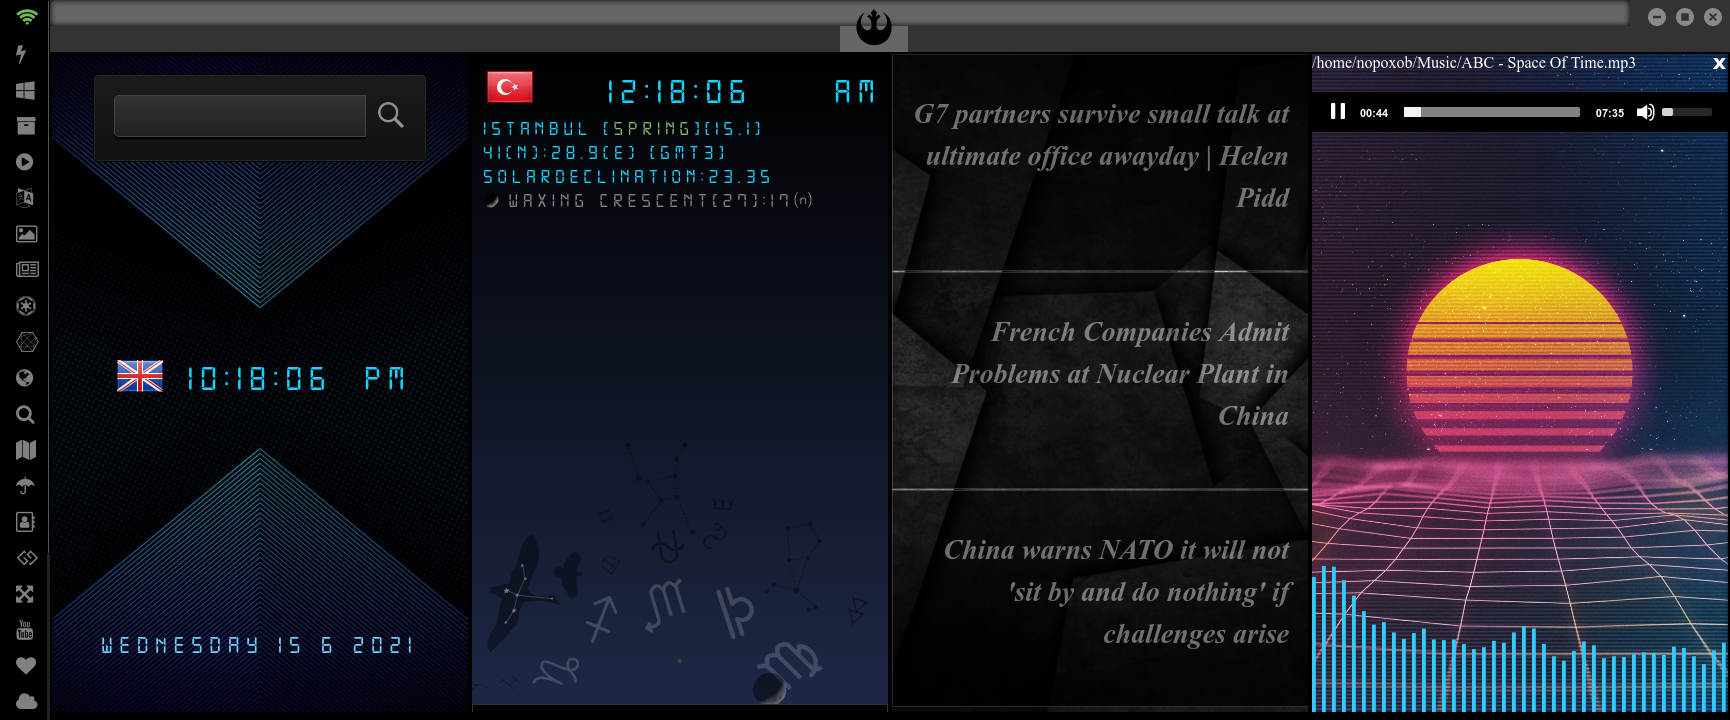 10:18:06 PM
WEDNESDAY 15 6 2021
12:18:06 AM
ISTANBUL (SPRING)(15.1)
41(N):28.9(E) (GMT3)
SOLARDECLINATION:23.35
WAXING CRESCENT(27):17(n)
G7 partners survive small talk at
ultimate office awayday | Helen
Pidd
French Companies Admit
Problems at Nuclear Plant in
China
China warns NATO it will not
'sit by and do nothing' if
challenges arise
/home/nopoxob/Music/ABC - Space Of Time.mp3
x
00:44 07:35
You
Tube